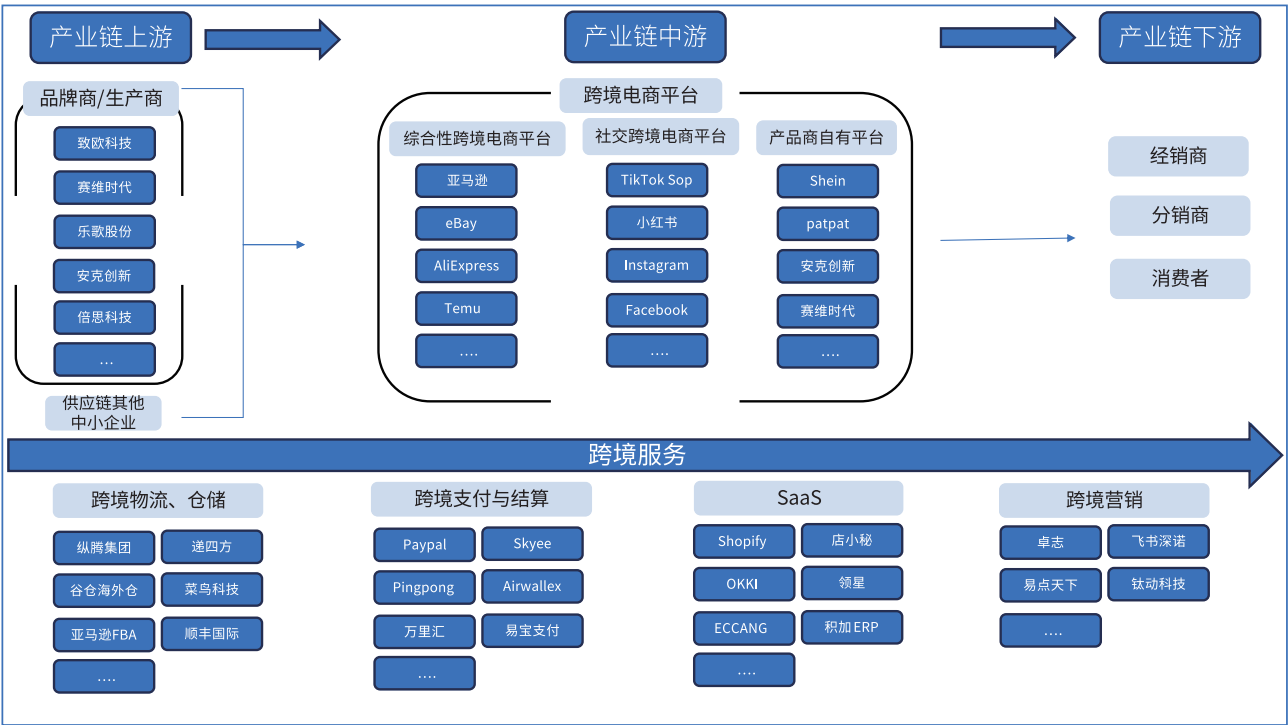 产业链上游
产业链中游
产业链下游
品牌商/生产商
致欧科技
赛维时代
乐歌股份
安克创新
倍思科技
...
供应链其他
中小企业
跨境电商平台
综合性跨境电商平台
亚马逊
eBay
AliExpress
Temu
....
社交跨境电商平台
TikTok Sop
小红书
Instagram
Facebook
....
产品商自有平台
Shein
patpat
安克创新
赛维时代
....
经销商
分销商
消费者
跨境服务
跨境物流、仓储
纵腾集团
递四方
谷仓海外仓
菜鸟科技
亚马逊FBA
顺丰国际
....
跨境支付与结算
Paypal
Skyee
Pingpong
Airwallex
万里汇
易宝支付
....
SaaS
Shopify
店小秘
OKKI
领星
ECCANG
积加ERP
....
跨境营销
卓志
飞书深诺
易点天下
钛动科技
....